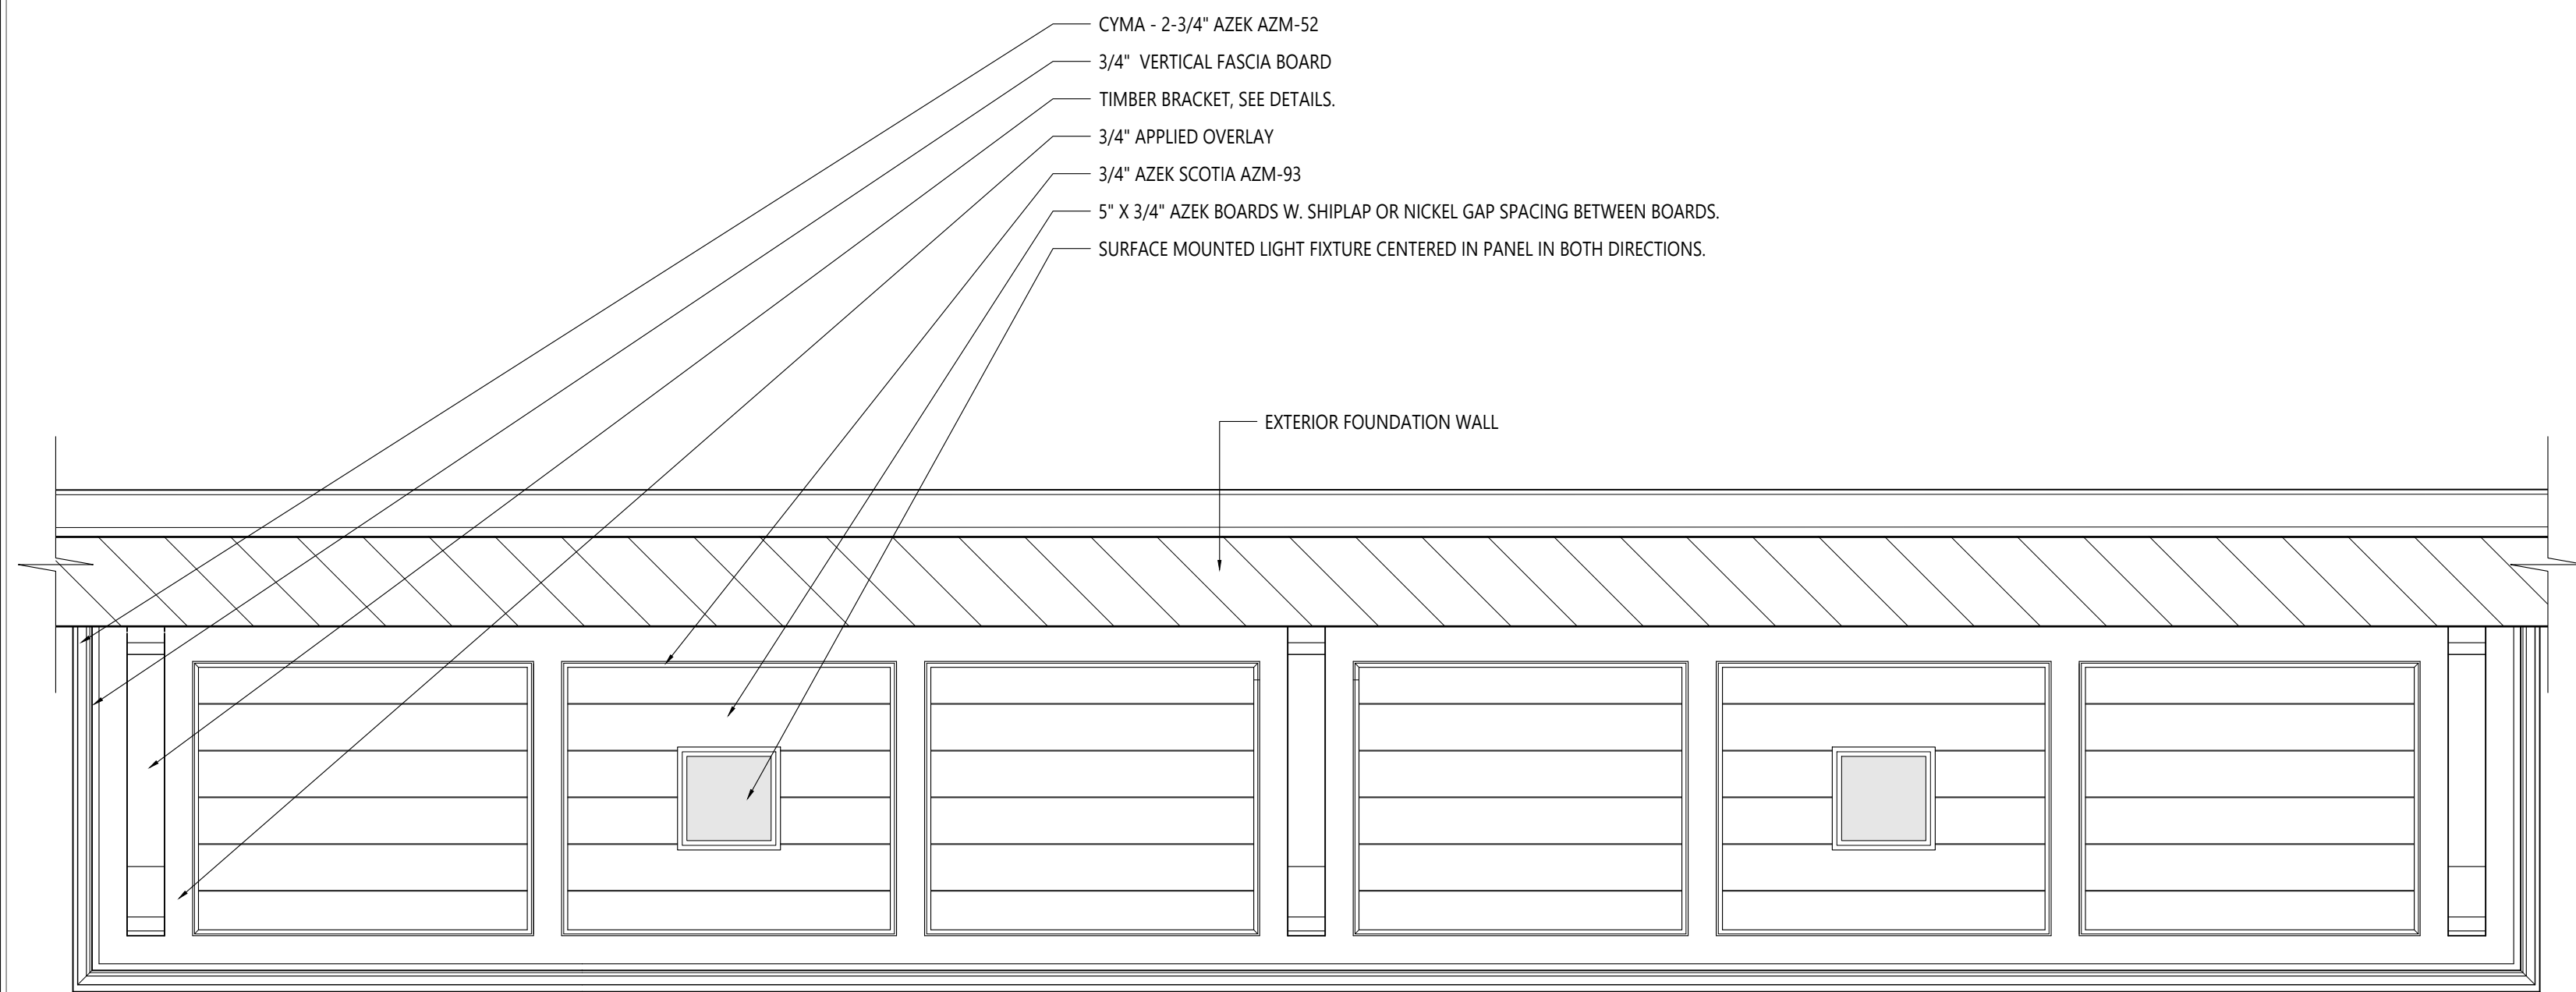 CYMA - 2-3/4" AZEK AZM-52
3/4"  VERTICAL FASCIA BOARD
TIMBER BRACKET, SEE DETAILS.
3/4" APPLIED OVERLAY
3/4" AZEK SCOTIA AZM-93
5" X 3/4" AZEK BOARDS W. SHIPLAP OR NICKEL GAP SPACING BETWEEN BOARDS.
SURFACE MOUNTED LIGHT FIXTURE CENTERED IN PANEL IN BOTH DIRECTIONS.
EXTERIOR FOUNDATION WALL